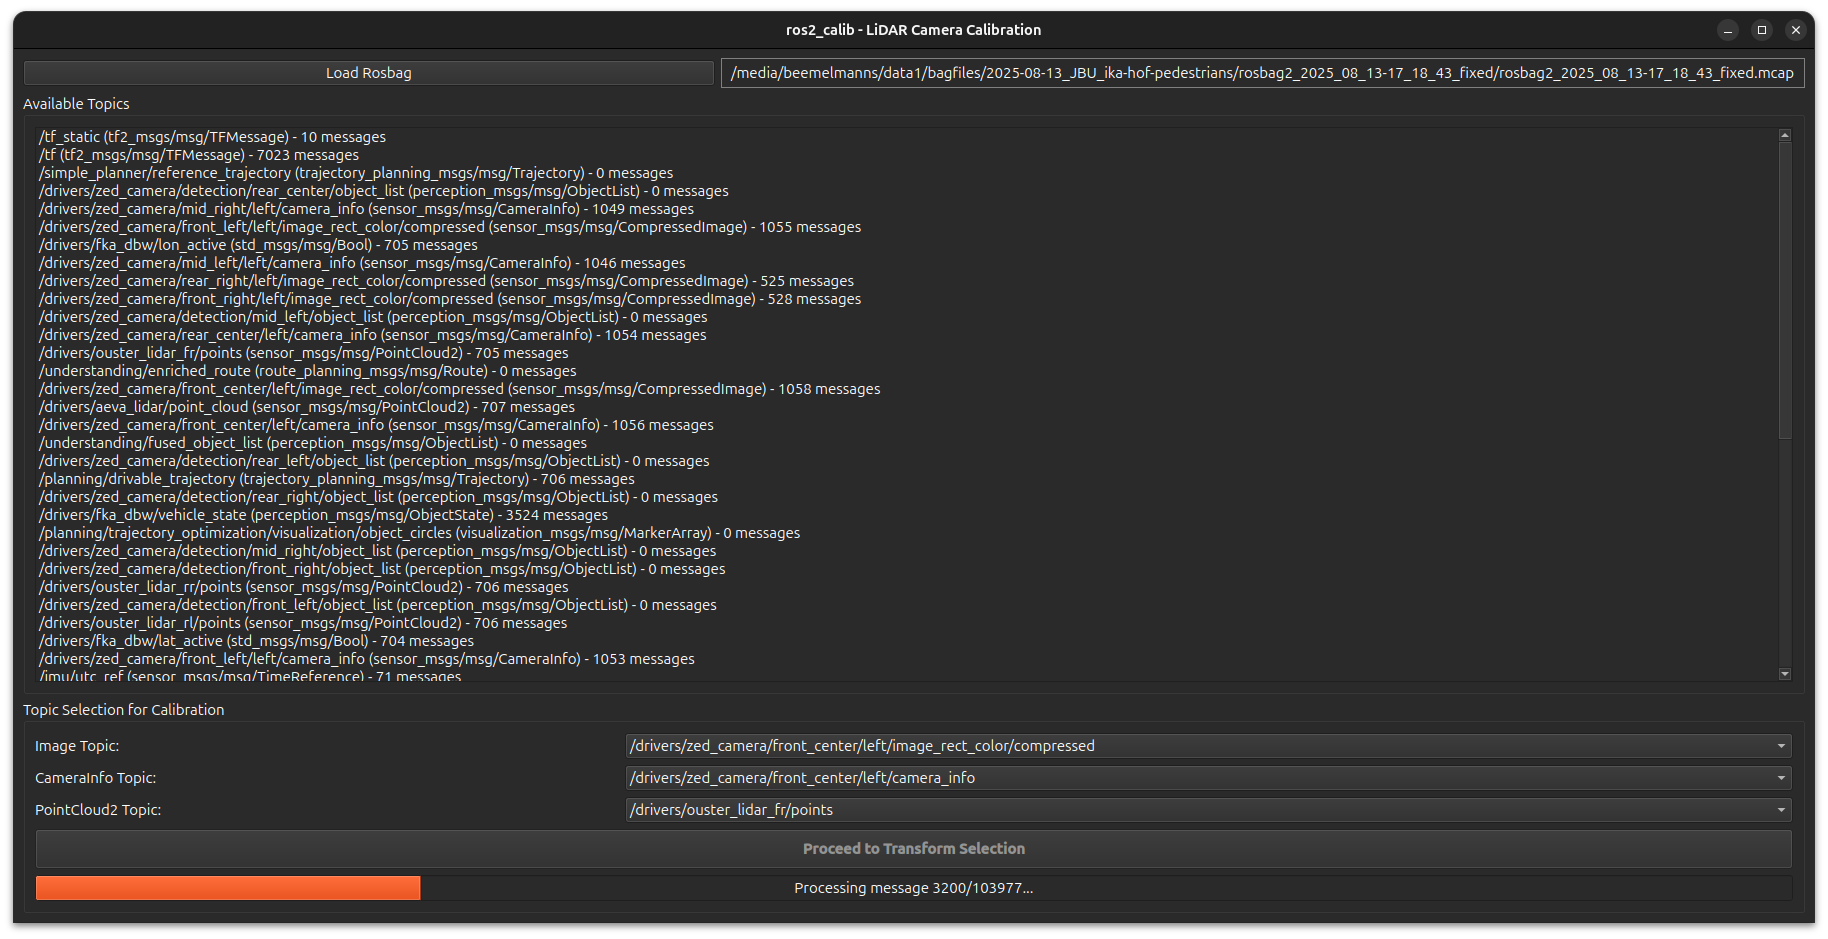 ros2_calib - LiDAR Camera Calibration
Load Rosbag
/media/beemelmanns/data1/bagfiles/2025-08-13_JBU_ika-hof-pedestrians/rosbag2_2025_08_13-17_18_43_fixed/rosbag2_2025_08_13-17_18_43_fixed.mcap
Available Topics
/tf_static (tf2_msgs/msg/TFMessage) - 10 messages
/tf (tf2_msgs/msg/TFMessage) - 7023 messages
/simple_planner/reference_trajectory (trajectory_planning_msgs/msg/Trajectory) - 0 messages
/drivers/zed_camera/detection/rear_center/object_list (perception_msgs/msg/ObjectList) - 0 messages
/drivers/zed_camera/mid_right/left/camera_info (sensor_msgs/msg/CameraInfo) - 1049 messages
/drivers/zed_camera/front_left/left/image_rect_color/compressed (sensor_msgs/msg/CompressedImage) - 1055 messages
/drivers/fka_dbw/lon_active (std_msgs/msg/Bool) - 705 messages
/drivers/zed_camera/mid_left/left/camera_info (sensor_msgs/msg/CameraInfo) - 1046 messages
/drivers/zed_camera/rear_right/left/image_rect_color/compressed (sensor_msgs/msg/CompressedImage) - 525 messages
/drivers/zed_camera/front_right/left/image_rect_color/compressed (sensor_msgs/msg/CompressedImage) - 528 messages
/drivers/zed_camera/detection/mid_left/object_list (perception_msgs/msg/ObjectList) - 0 messages
/drivers/zed_camera/rear_center/left/camera_info (sensor_msgs/msg/CameraInfo) - 1054 messages
/drivers/ouster_lidar_fr/points (sensor_msgs/msg/PointCloud2) - 705 messages
/understanding/enriched_route (route_planning_msgs/msg/Route) - 0 messages
/drivers/zed_camera/front_center/left/image_rect_color/compressed (sensor_msgs/msg/CompressedImage) - 1058 messages
/drivers/aeva_lidar/point_cloud (sensor_msgs/msg/PointCloud2) - 707 messages
/drivers/zed_camera/front_center/left/camera_info (sensor_msgs/msg/CameraInfo) - 1056 messages
/understanding/fused_object_list (perception_msgs/msg/ObjectList) - 0 messages
/drivers/zed_camera/detection/rear_left/object_list (perception_msgs/msg/ObjectList) - 0 messages
/planning/drivable_trajectory (trajectory_planning_msgs/msg/Trajectory) - 706 messages
/drivers/zed_camera/detection/rear_right/object_list (perception_msgs/msg/ObjectList) - 0 messages
/drivers/fka_dbw/vehicle_state (perception_msgs/msg/ObjectState) - 3524 messages
/planning/trajectory_optimization/visualization/object_circles (visualization_msgs/msg/MarkerArray) - 0 messages
/drivers/zed_camera/detection/mid_right/object_list (perception_msgs/msg/ObjectList) - 0 messages
/drivers/zed_camera/detection/front_right/object_list (perception_msgs/msg/ObjectList) - 0 messages
/drivers/ouster_lidar_rr/points (sensor_msgs/msg/PointCloud2) - 706 messages
/drivers/zed_camera/detection/front_left/object_list (perception_msgs/msg/ObjectList) - 0 messages
/drivers/ouster_lidar_rl/points (sensor_msgs/msg/PointCloud2) - 706 messages
/drivers/fka_dbw/lat_active (std_msgs/msg/Bool) - 704 messages
/drivers/zed_camera/front_left/left/camera_info (sensor_msgs/msg/CameraInfo) - 1053 messages
/imu/utc_ref (sensor_msgs/msg/TimeReference) - 71 messages
Topic Selection for Calibration
Image Topic: /drivers/zed_camera/front_center/left/image_rect_color/compressed
CameraInfo Topic: /drivers/zed_camera/front_center/left/camera_info
PointCloud2 Topic: /drivers/ouster_lidar_fr/points
Proceed to Transform Selection
Processing message 3200/103977...